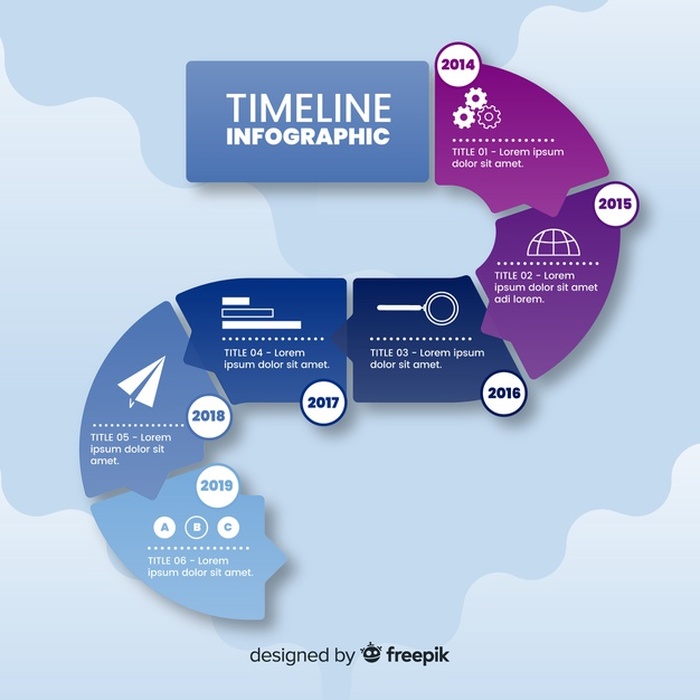 TIMELINE
INFOGRAPHIC
2014
TITLE 01 - Lorem ipsum
dolor sit amet.
2015
TITLE 02 - Lorem
ipsum dolor sit amet
adi lorem.
2016
TITLE 03 - Lorem ipsum
dolor sit amet.
2017
TITLE 04 - Lorem
ipsum dolor sit amet.
2018
TITLE 05 - Lorem
ipsum dolor sit
amet.
2019
A B C
TITLE 06 - Lorem
ipsum dolor sit amet.
designed by freepik